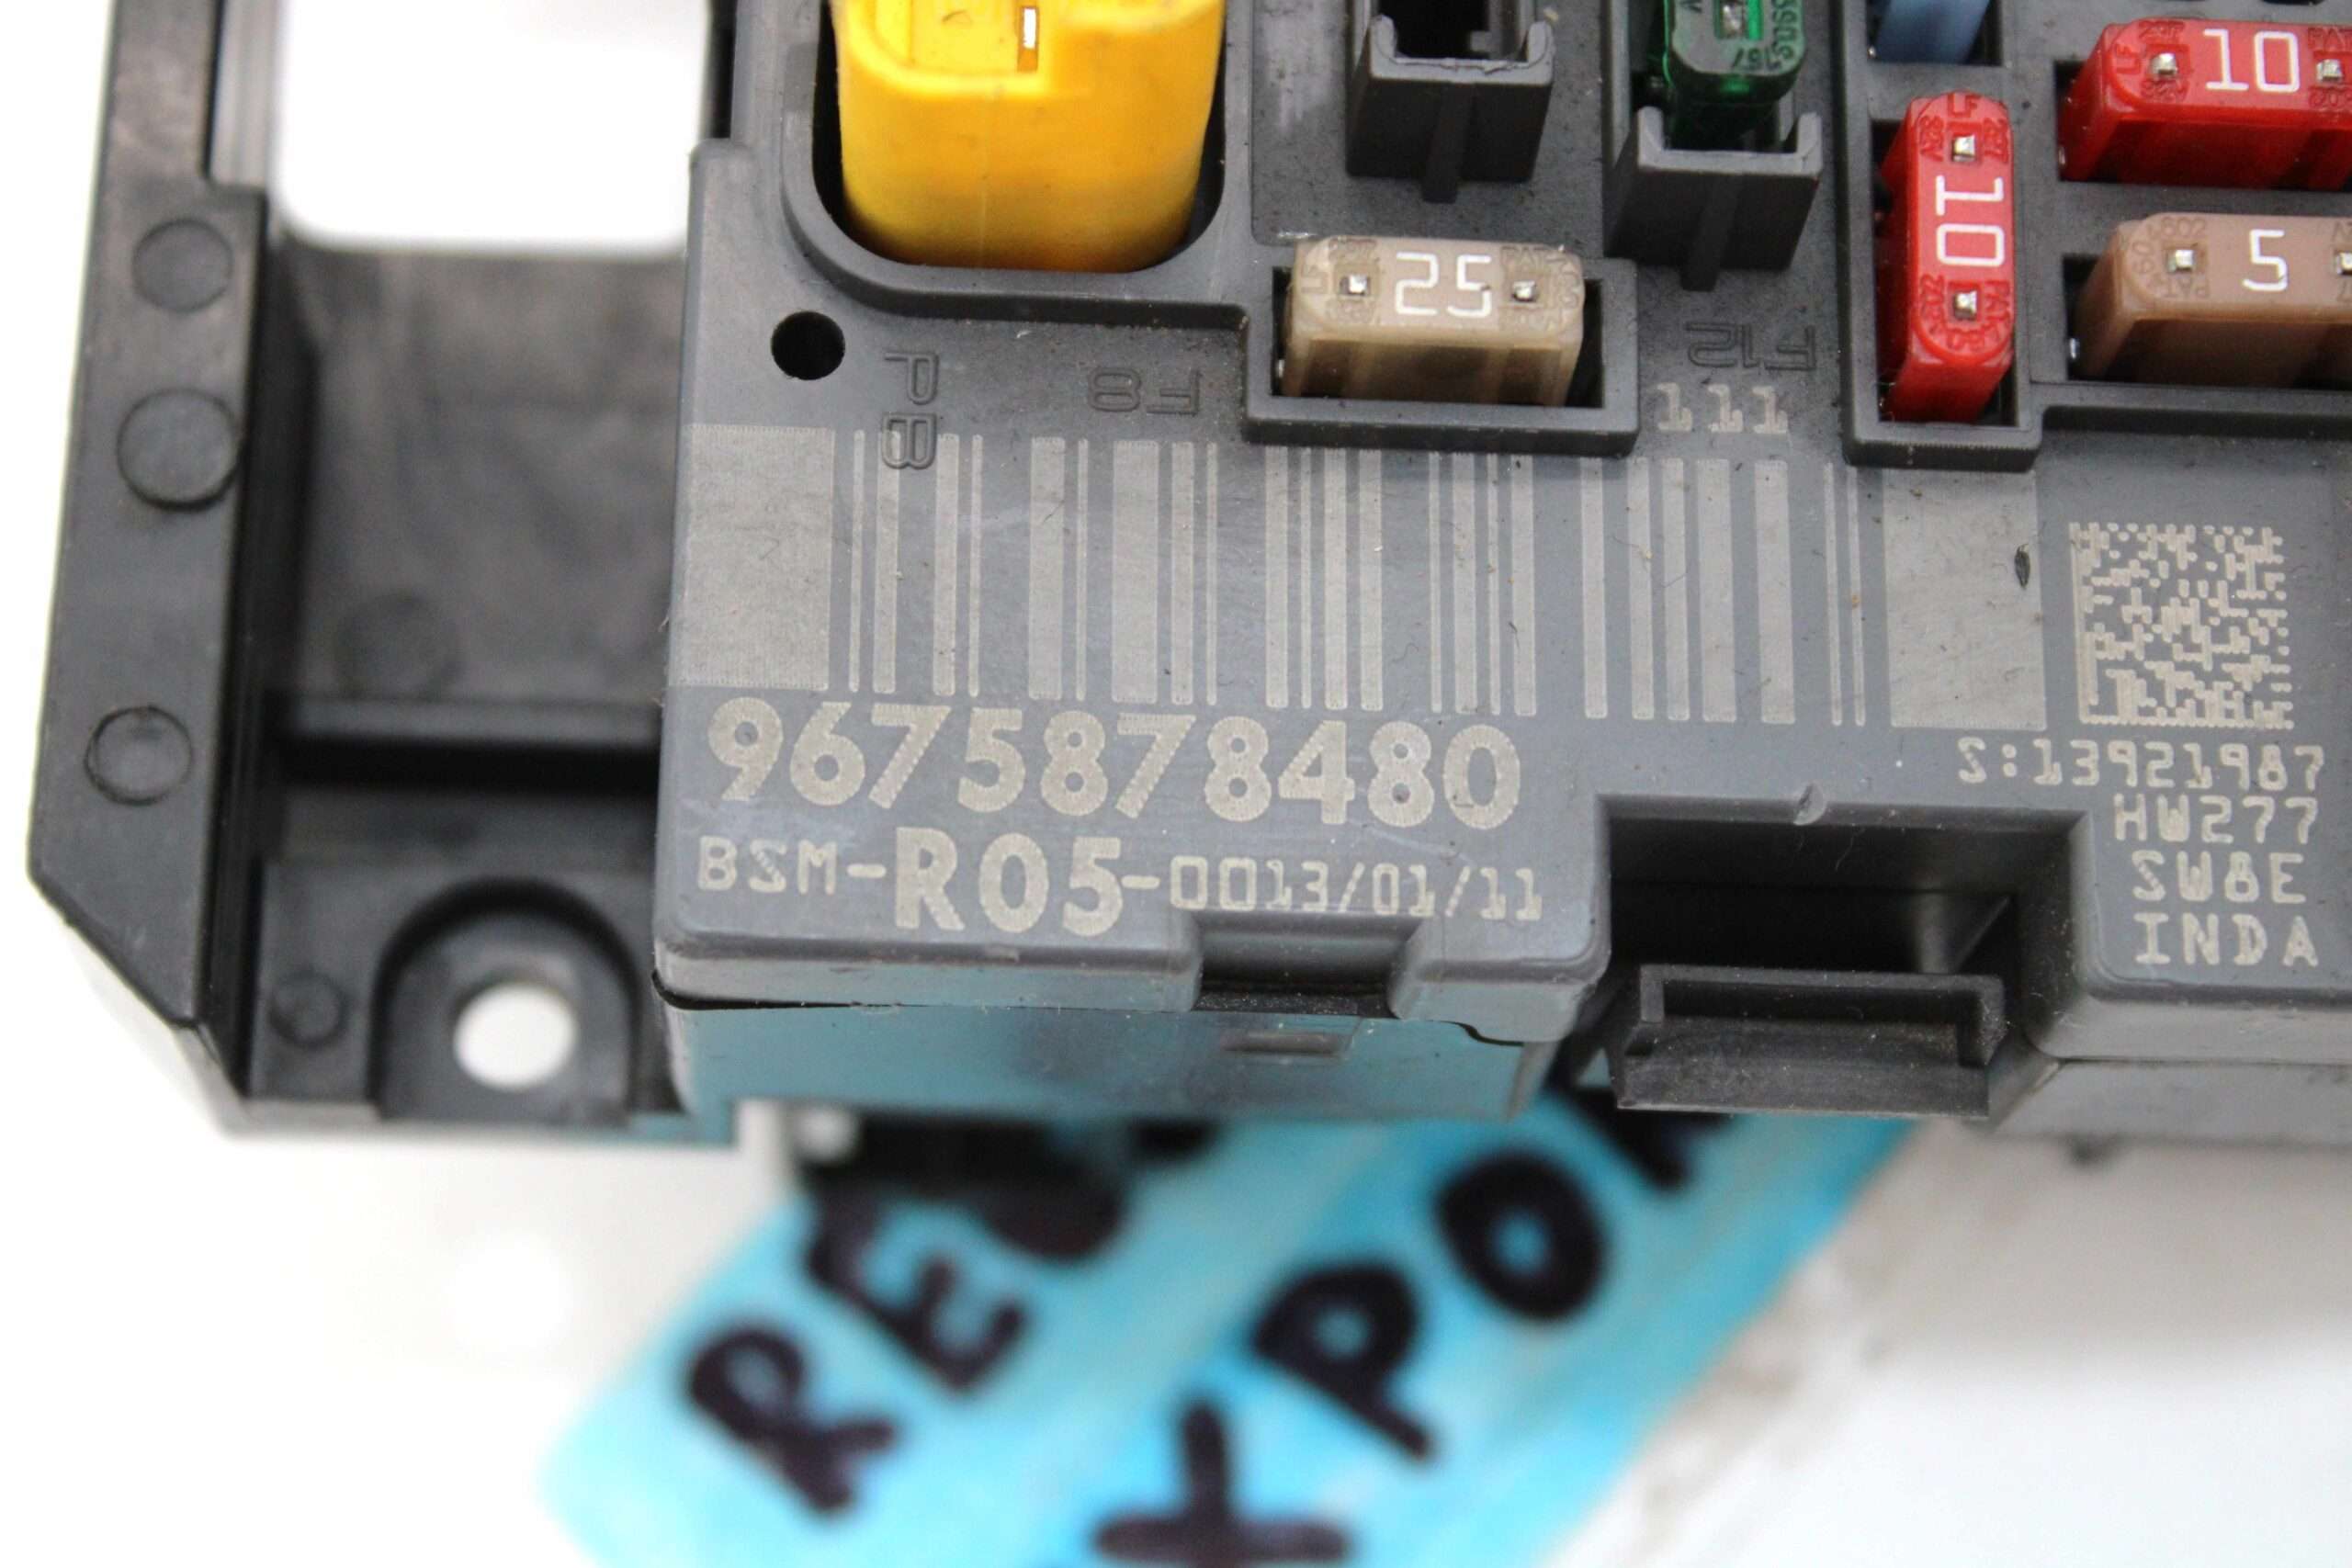 10
10
25
5
PB
F8
F12
111
9675878480
BSM-R05-0013/01/11
S:13921987
HW277
SW8E
INDA
+